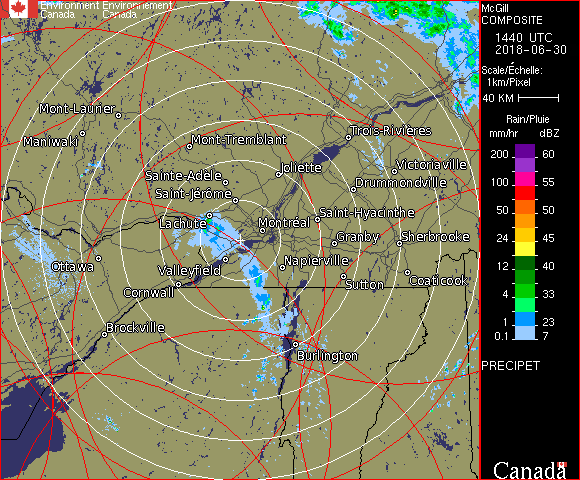 Environment Environnement
Canada Canada
Mont-Laurier
Maniwaki
Mont-Tremblant
Trois-Rivières
Joliette
Victoriaville
Sainte-Adèle
Drummondville
Saint-Jérôme
Lachute
Montréal
Saint-Hyacinthe
Granby
Sherbrooke
Ottawa
Valleyfield
Napierville
Cornwall
Sutton
Coaticook
Brockville
Burlington
McGill
COMPOSITE
1440 UTC
2018-06-30
Scale/Échelle:
1km/Pixel
40 KM
Rain/Pluie
mm/hr dBZ
200 60
55
100 55
50 50
24 45
12 40
4 33
1 23
0.1 7
PRECIPET
Canada